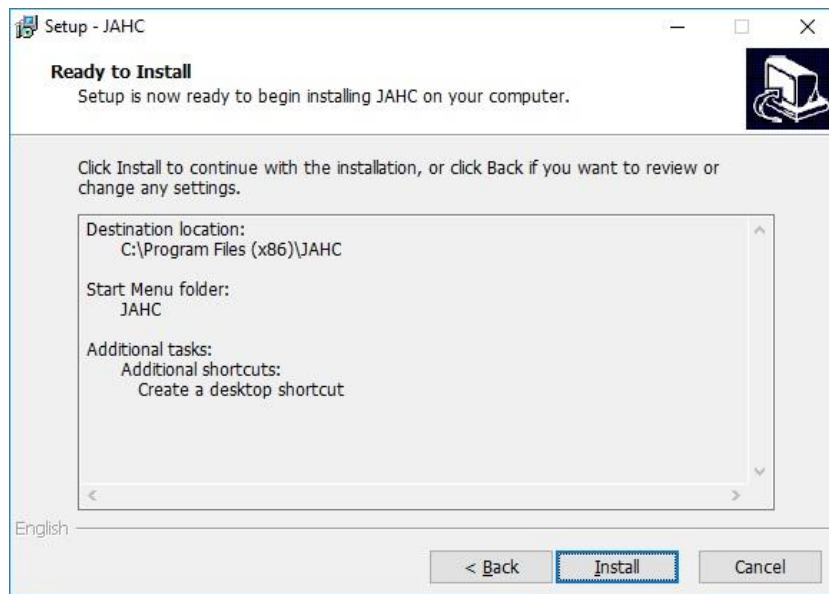 Setup - JAHC
Ready to Install
Setup is now ready to begin installing JAHC on your computer.
Click Install to continue with the installation, or click Back if you want to review or
change any settings.
Destination location:
C:\Program Files (x86)\JAHC
Start Menu folder:
JAHC
Additional tasks:
Additional shortcuts:
Create a desktop shortcut
English
< Back
Install
Cancel